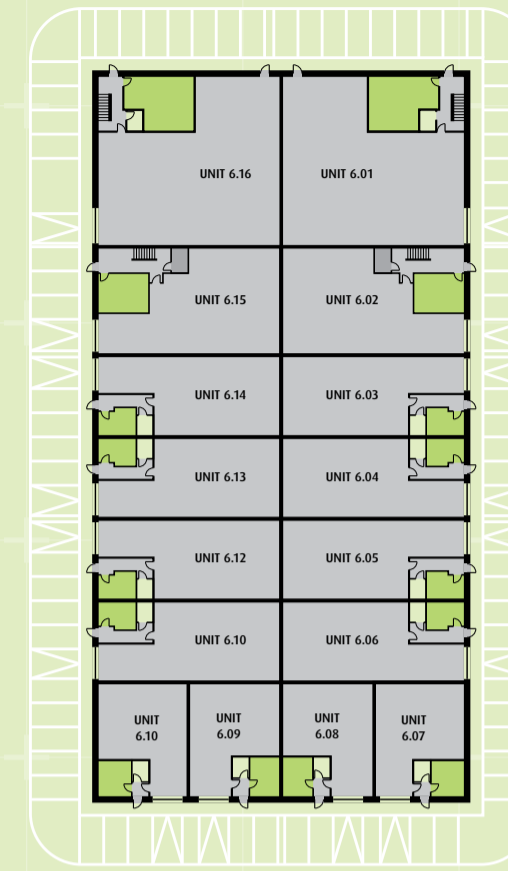 UNIT 6.16
UNIT 6.01
UNIT 6.15
UNIT 6.02
UNIT 6.14
UNIT 6.03
UNIT 6.13
UNIT 6.04
UNIT 6.12
UNIT 6.05
UNIT 6.10
UNIT 6.06
UNIT
6.10
UNIT
6.09
UNIT
6.08
UNIT
6.07